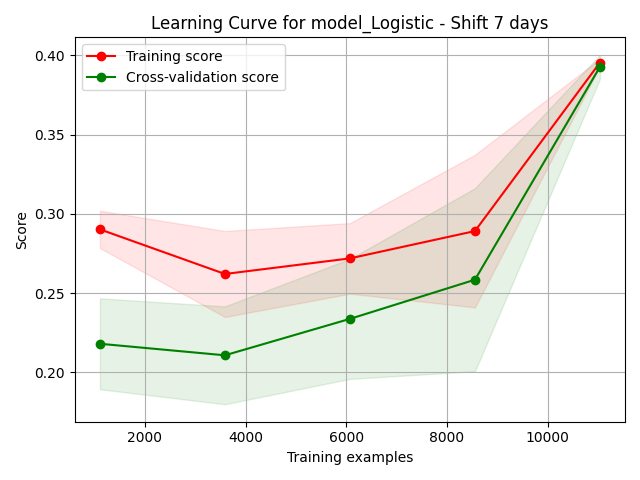 Learning Curve for model_Logistic - Shift 7 days
Training score
Cross-validation score
Score
0.40
0.35
0.30
0.25
0.20
2000 4000 6000 8000 10000
Training examples